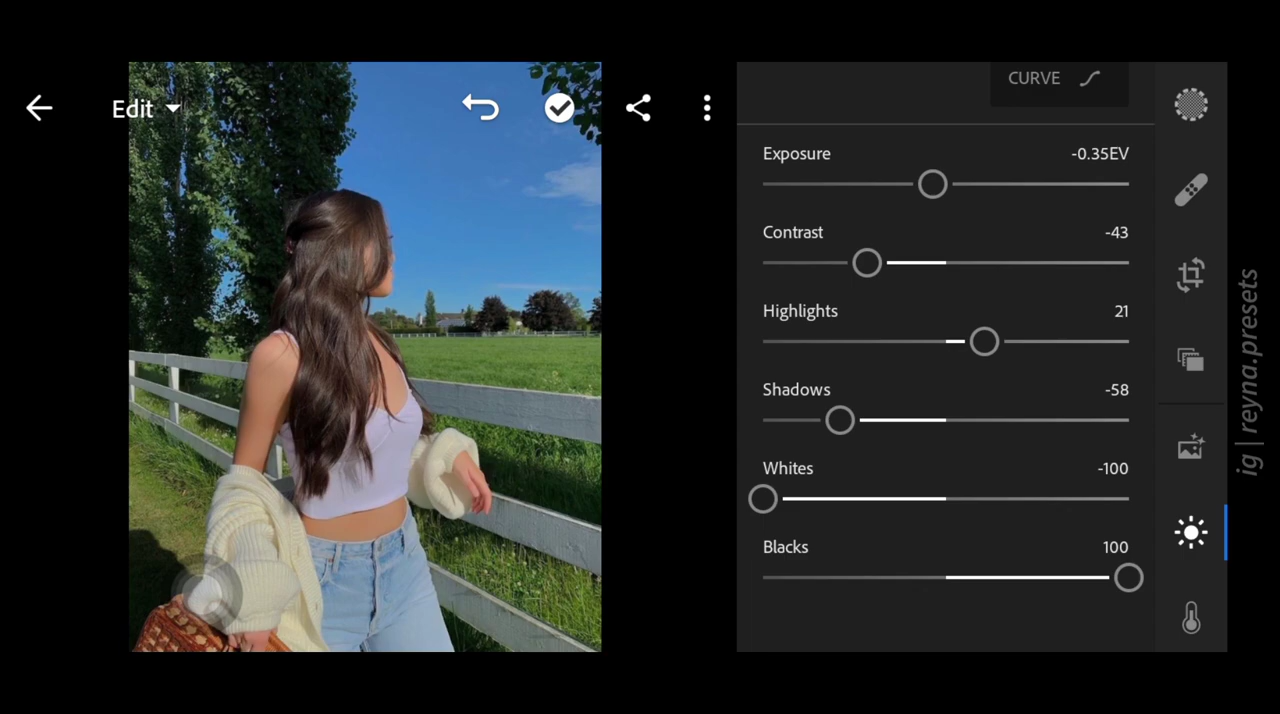 Edit
CURVE
Exposure -0.35EV
Contrast -43
Highlights 21
Shadows -58
Whites -100
Blacks 100
ig | reyna.presets